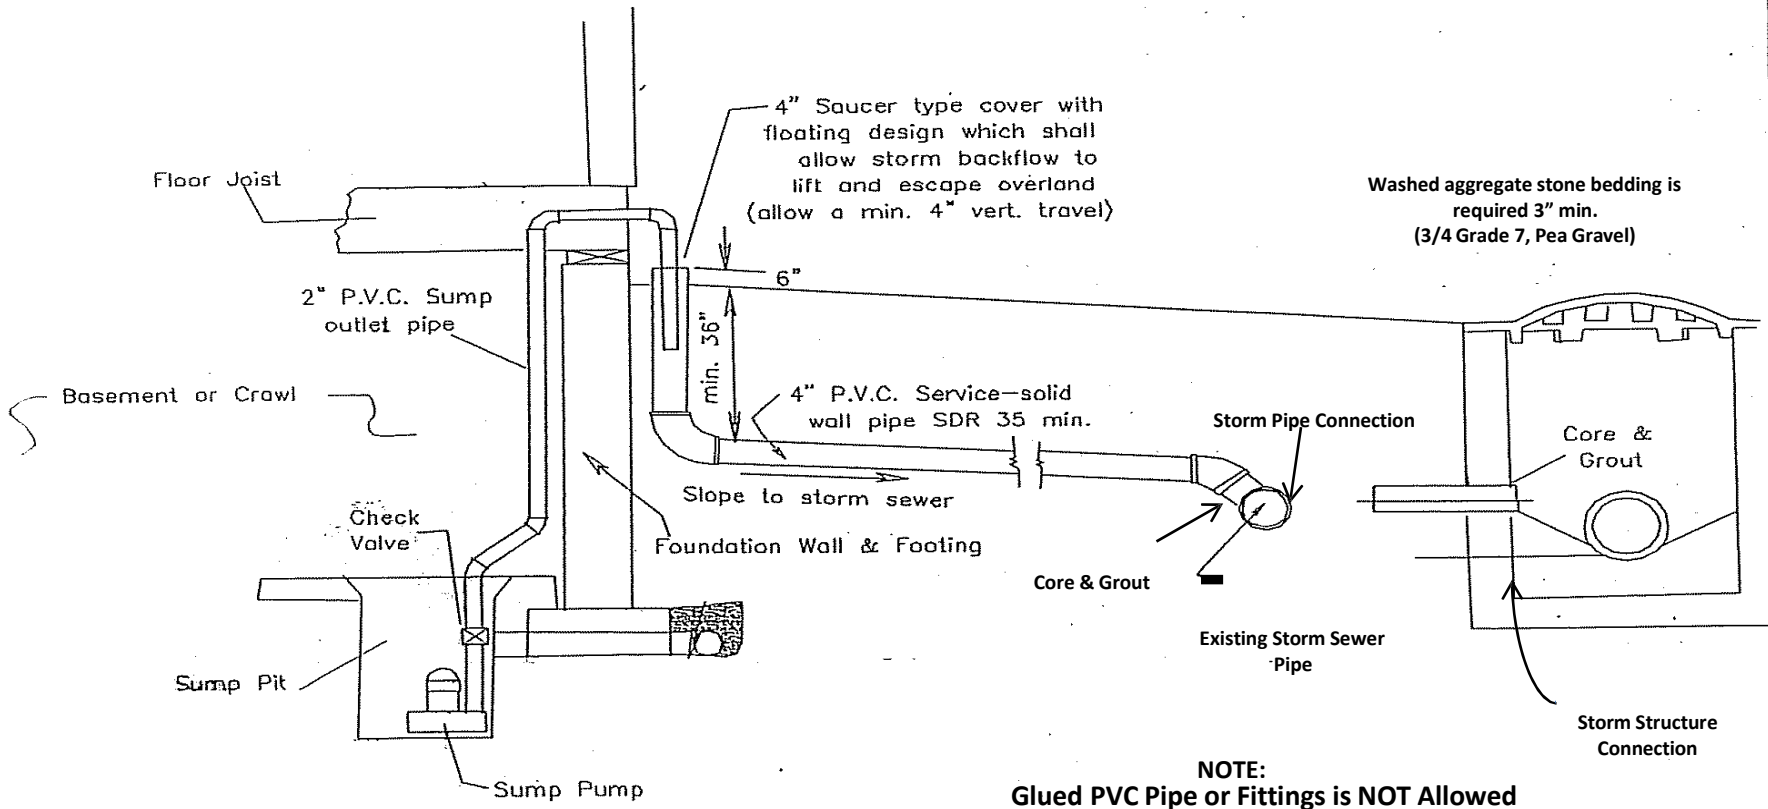 4" Saucer type cover with
floating design which shall
allow storm backflow to
lift and escape overland
(allow a min. 4" vert. travel)
Floor Joist
Washed aggregate stone bedding is
required 3” min.
(3/4 Grade 7, Pea Gravel)
6"
2" P.V.C. Sump
outlet pipe
min. 36"
Basement or Crawl
4" P.V.C. Service-solid
wall pipe SDR 35 min.
Storm Pipe Connection
Core &
Grout
Slope to storm sewer
Check
Valve
Foundation Wall & Footing
Core & Grout
Existing Storm Sewer
Pipe
Sump Pit
Storm Structure
Connection
Sump Pump
NOTE:
Glued PVC Pipe or Fittings is NOT Allowed